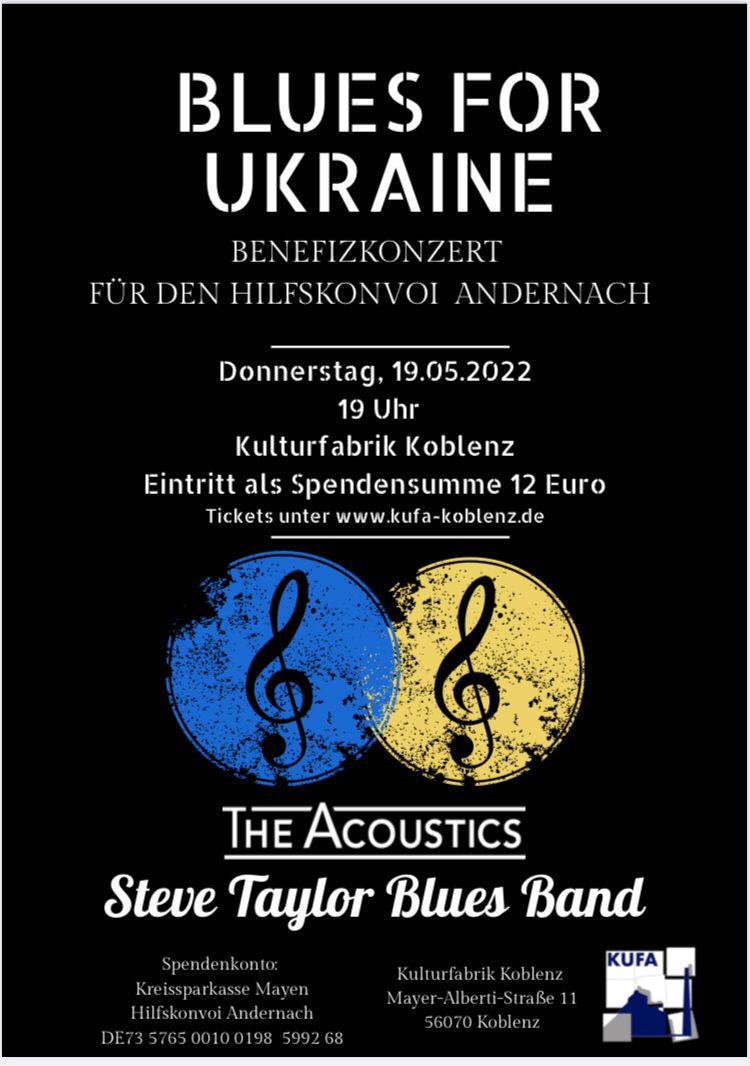 BLUES FOR
UKRAINE
BENEFIZKONZERT
FÜR DEN HILFSKONVOI ANDERNACH
Donnerstag, 19.05.2022
19 Uhr
Kulturfabrik Koblenz
Eintritt als Spendensumme 12 Euro
Tickets unter www.kufa-koblenz.de
THE ACOUSTICS
Steve Taylor Blues Band
Spendenkonto:
Kreissparkasse Mayen
Hilfskonvoi Andernach
DE73 5765 0010 0198 5992 68
Kulturfabrik Koblenz
Mayer-Alberti-Straße 11
56070 Koblenz
KUFA